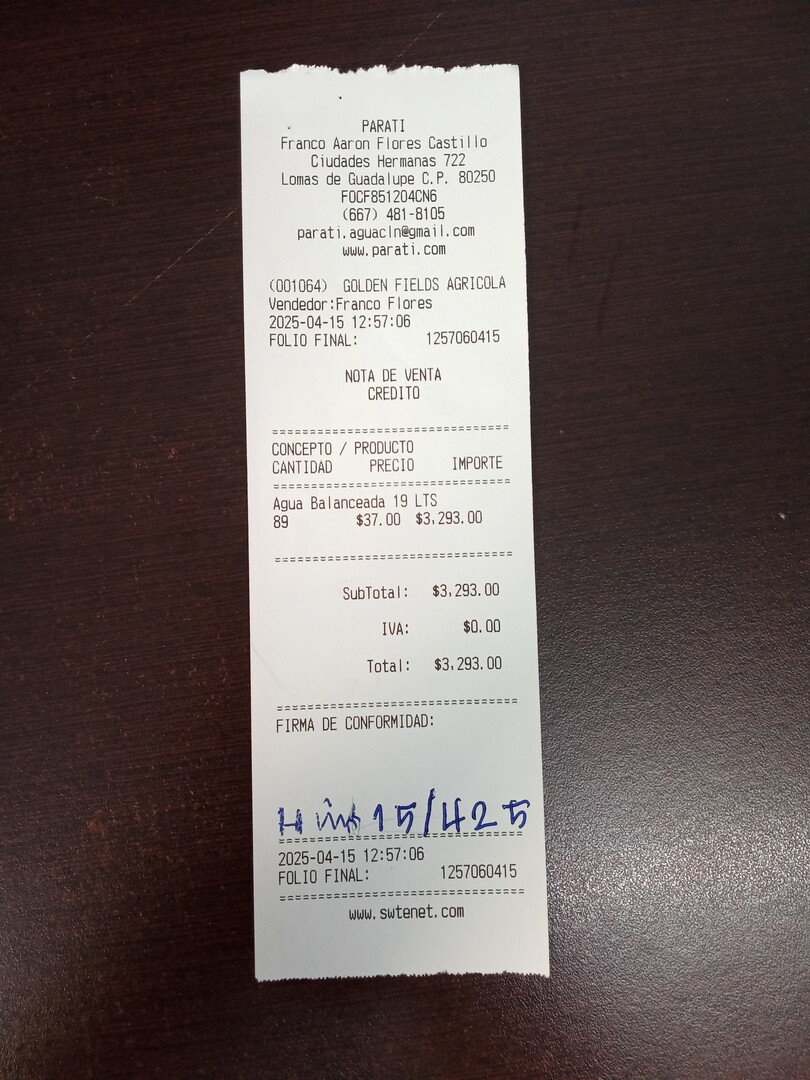 PARATI
Franco Aaron Flores Castillo
Ciudades Hermanas 722
Lomas de Guadalupe C.P. 80250
FOCF851204CN6
(667) 481-8105
parati.aguacln@gmail.com
www.parati.com
(001064) GOLDEN FIELDS AGRICOLA
Vendedor:Franco Flores
2025-04-15 12:57:06
FOLIO FINAL: 1257060415
NOTA DE VENTA
CREDITO
CONCEPTO / PRODUCTO
CANTIDAD PRECIO IMPORTE
Agua Balanceada 19 LTS
89 $37.00 $3,293.00
SubTotal: $3,293.00
IVA: $0.00
Total: $3,293.00
FIRMA DE CONFORMIDAD:
15/425
2025-04-15 12:57:06
FOLIO FINAL: 1257060415
www.swtenet.com